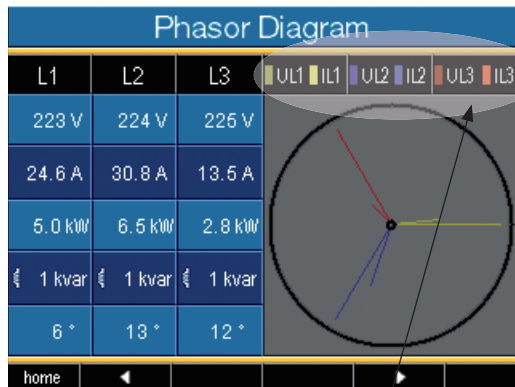 Phasor Diagram
L1 L2 L3 UL1 IL1 UL2 IL2 UL3 IL3
223 V 224 V 225 V
24.6 A 30.8 A 13.5 A
5.0 kW 6.5 kW 2.8 kW
1 kvar 1 kvar 1 kvar
6 ° 13 ° 12 °
home